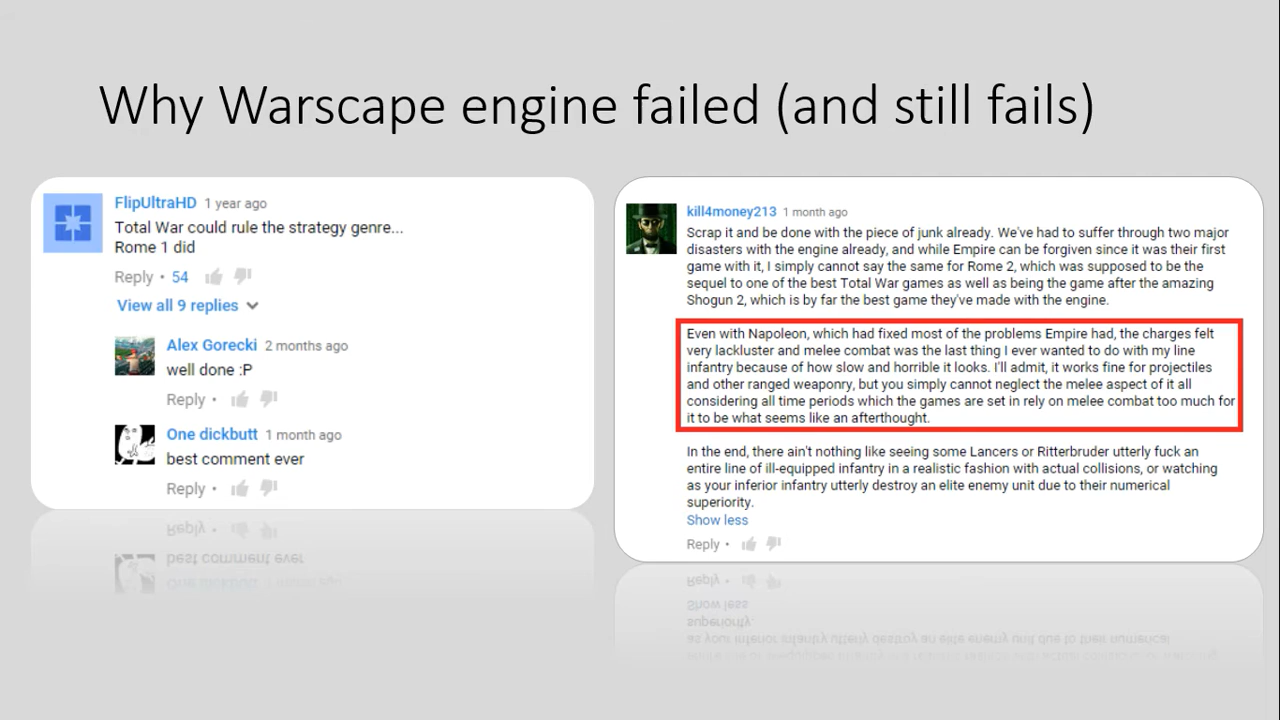 Why Warscape engine failed (and still fails)
FlipUltraHD 1 year ago
Total War could rule the strategy genre...
Rome 1 did
Reply • 54
View all 9 replies
Alex Gorecki 2 months ago
well done :P
Reply •
One dickbutt 1 month ago
best comment ever
Reply •
kill4money213 1 month ago
Scrap it and be done with the piece of junk already. We've had to suffer through two major
disasters with the engine already, and while Empire can be forgiven since it was their first
game with it, I simply cannot say the same for Rome 2, which was supposed to be the
sequel to one of the best Total War games as well as being the game after the amazing
Shogun 2, which is by far the best game they've made with the engine.
Even with Napoleon, which had fixed most of the problems Empire had, the charges felt
very lackluster and melee combat was the last thing I ever wanted to do with my line
infantry because of how slow and horrible it looks. I'll admit, it works fine for projectiles
and other ranged weaponry, but you simply cannot neglect the melee aspect of it all
considering all time periods which the games are set in rely on melee combat too much for
it to be what seems like an afterthought.
In the end, there ain't nothing like seeing some Lancers or Ritterbruder utterly fuck an
entire line of ill-equipped infantry in a realistic fashion with actual collisions, or watching
as your inferior infantry utterly destroy an elite enemy unit due to their numerical
superiority.
Show less
Reply •